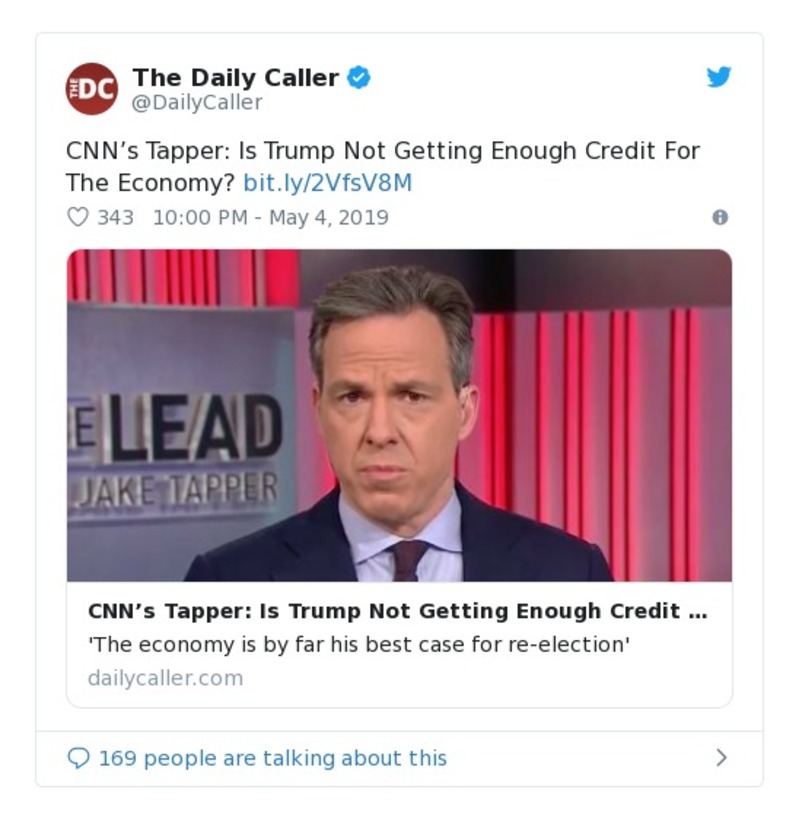 THE DC
The Daily Caller
@DailyCaller
CNN’s Tapper: Is Trump Not Getting Enough Credit For
The Economy? bit.ly/2VfsV8M
343 10:00 PM - May 4, 2019
E LEAD
JAKE TAPPER
CNN’s Tapper: Is Trump Not Getting Enough Credit ...
'The economy is by far his best case for re-election'
dailycaller.com
169 people are talking about this